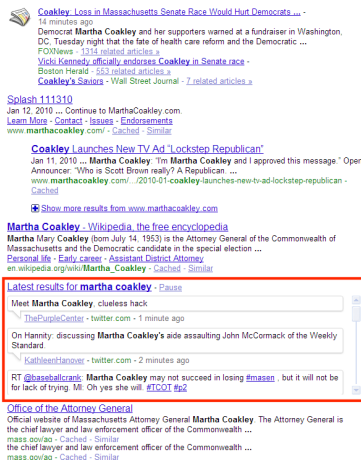 Coakley: Loss in Massachusetts Senate Race Would Hurt Democrats ... -
14 minutes ago
Democrat Martha Coakley and her supporters warned at a fundraiser in Washington,
DC, Tuesday night that the fate of health care reform and the Democratic ...
FOXNews - 1314 related articles »
Vicki Kennedy officially endorses Coakley in Senate race -
Boston Herald - 553 related articles »
Coakley's Saviors - Wall Street Journal - 7 related articles »
Splash 111310
Jan 12, 2010 ... Continue to MarthaCoakley.com.
Learn More - Contact - Issues - Endorsements
www.marthacoakley.com/ - Cached - Similar
Coakley Launches New TV Ad “Lockstep Republican”
Jan 11, 2010 ... Martha Coakley: “I'm Martha Coakley and I approved this message.” Open
Announcer: “Who is Scott Brown really? A Republican. ...
www.marthacoakley.com/.../2010-01-coakley-launches-new-tv-ad-lockstep-republican -
Cached
Show more results from www.marthacoakley.com
Martha Coakley - Wikipedia, the free encyclopedia
Martha Mary Coakley (born July 14, 1953) is the Attorney General of the Commonwealth of
Massachusetts and the Democratic candidate in the special election ...
Personal life - Early career - Assistant District Attorney
en.wikipedia.org/wiki/Martha_Coakley - Cached - Similar
Latest results for martha coakley - Pause
Meet Martha Coakley, clueless hack
ThePurpleCenter - twitter.com - 1 minute ago
On Hannity: discussing Martha Coakley's aide assaulting John McCormack of the Weekly
Standard.
KathleenHanover - twitter.com - 2 minutes ago
RT @baseballcrank: Martha Coakley may not succeed in losing #masen , but it will not be
for lack of trying. MI: Oh yes she will. #TCOT #p2
Office of the Attorney General
Official website of Massachusetts Attorney General Martha Coakley. The Attorney General is
the chief lawyer and law enforcement officer of the Commonwealth ...
mass.gov/ago - Cached - Similar
the chief lawyer and law enforcement officer of the Commonwealth ...
mass.gov/ago - Cached - Similar